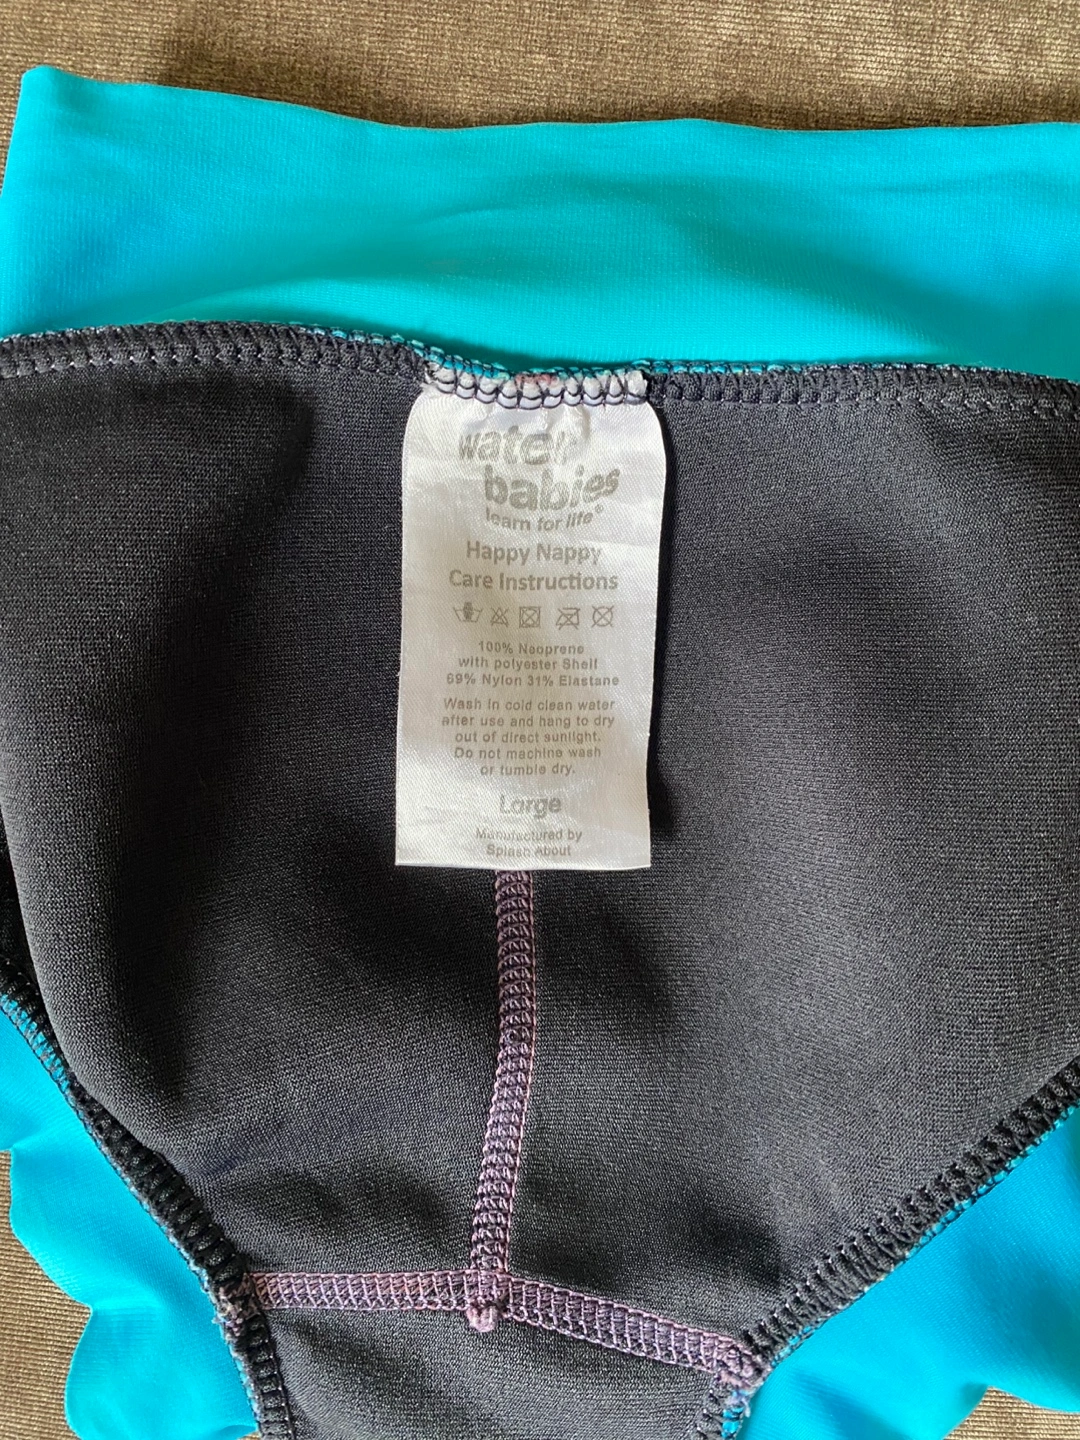 water
babies
learn for life®
Happy Nappy
Care Instructions
100% Neoprene
with polyester Shell
69% Nylon 31% Elastane
Wash in cold clean water
after use and hang to dry
out of direct sunlight.
Do not machine wash
or tumble dry.
Large
Manufactured by
Splash About